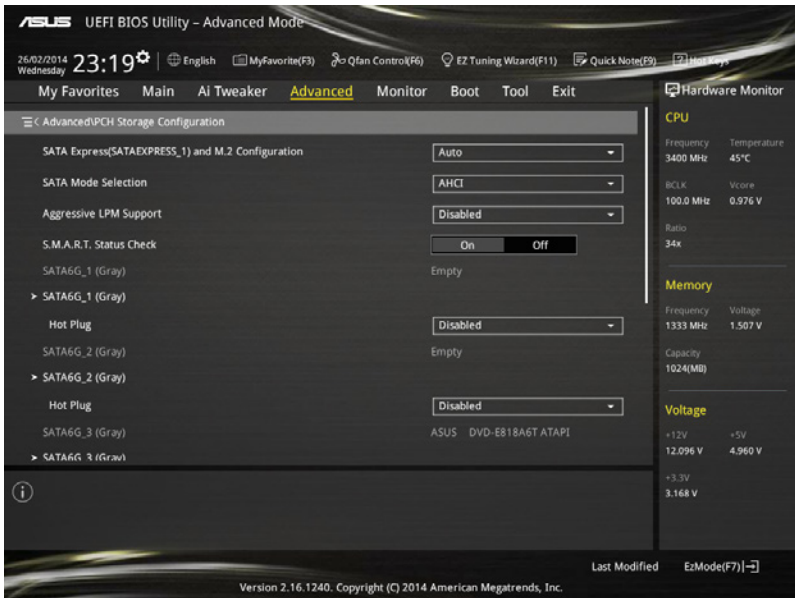 ASUS UEFI BIOS Utility – Advanced Mode
26/02/2014 Wednesday 23:19 English MyFavorite(F3) Qfan Control(F6) EZ Tuning Wizard(F11) Quick Note(F9) Hot Keys
My Favorites Main Ai Tweaker Advanced Monitor Boot Tool Exit
Advanced\PCH Storage Configuration
SATA Express(SATAEXPRESS_1) and M.2 Configuration Auto
SATA Mode Selection AHCI
Aggressive LPM Support Disabled
S.M.A.R.T. Status Check On Off
SATA6G_1 (Gray) Empty
> SATA6G_1 (Gray)
Hot Plug Disabled
SATA6G_2 (Gray) Empty
> SATA6G_2 (Gray)
Hot Plug Disabled
SATA6G_3 (Gray) ASUS DVD-E818A6T ATAPI
> SATA6G_3 (Gray)
Hardware Monitor
CPU
Frequency Temperature
3400 MHz 45°C
BCLK Vcore
100.0 MHz 0.976 V
Ratio
34x
Memory
Frequency Voltage
1333 MHz 1.507 V
Capacity
1024(MB)
Voltage
+12V +5V
12.096 V 4.960 V
+3.3V
3.168 V
Last Modified EzMode(F7)
Version 2.16.1240. Copyright (C) 2014 American Megatrends, Inc.